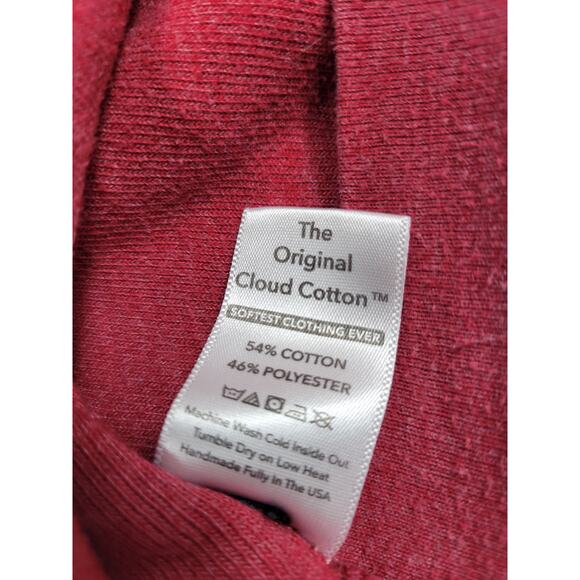 The
Original
Cloud Cotton™
SOFTEST CLOTHING EVER
54% COTTON
46% POLYESTER
Machine Wash Cold Inside Out
Tumble Dry on Low Heat
Handmade Fully In The USA